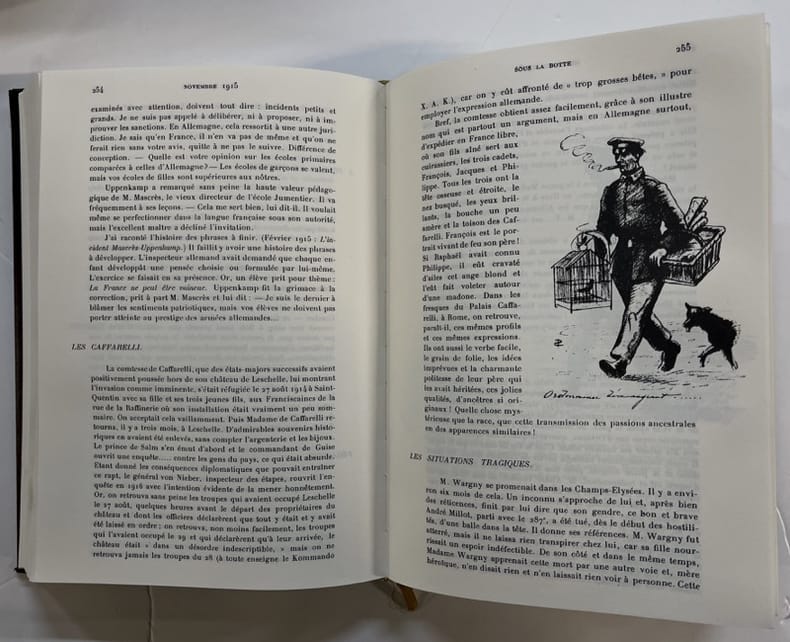 254
NOVEMBRE 1915
examinés avec attention, doivent tout dire : incidents petits et
grands. Je ne suis pas appelé à délibérer, ni à proposer, ni à im-
prouver les sanctions. En Allemagne, cela ressortit à une autre juri-
diction. Je sais qu'en France, il n'en va pas de même et qu'on ne
ferait rien sans votre avis, quitte à ne pas le suivre. Différence de
conception. — Quelle est votre opinion sur les écoles primaires
comparées à celles d'Allemagne? — Les écoles de garçons se valent,
mais vos écoles de filles sont supérieures aux nôtres.
Uppenkamp a remarqué sans peine la haute valeur pédago-
gique de M. Mascrès, le vieux directeur de l'école Jumentier. Il va
fréquemment à ses leçons. — Cela me sert bien, lui dit-il. Il voulait
même se perfectionner dans la langue française sous son autorité,
mais l'excellent maître a décliné l'invitation.
J'ai raconté l'histoire des phrases à finir. (Février 1915 : L'in-
cident Mascrès-Uppenkamp.) Il faillit y avoir une histoire des phrases
à développer. L'inspecteur allemand avait demandé que chaque en-
fant développât une pensée choisie ou formulée par lui-même.
L'exercice se faisait en sa présence. Or, un élève prit pour thème :
La France ne peut être vaincue. Uppenkamp fit la grimace à la
correction, prit à part M. Mascrès et lui dit : — Je suis le dernier à
blâmer les sentiments patriotiques, mais vos élèves ne doivent pas
porter atteinte au prestige des armées allemandes...
LES CAFFARELLI.
La comtesse de Caffarelli, que des états-majors successifs avaient
positivement poussée hors de son château de Leschelle, lui montrant
l'invasion comme imminente, s'était réfugiée le 27 août 1914 à Saint-
Quentin avec sa fille et ses trois jeunes fils, aux Franciscaines de la
rue de la Raffinerie où son installation était vraiment un peu som-
maire. On acceptait cela vaillamment. Puis Madame de Caffarelli re-
tourna, il y a trois mois, à Leschelle. D'admirables souvenirs histo-
riques en avaient été enlevés, sans compter l'argenterie et les bijoux.
Le prince de Salm s'en émut d'abord et le commandant de Guise
ouvrit une enquête..... contre les gens du pays, ce qui était absurde.
Etant donné les conséquences diplomatiques que pouvait entraîner
ce rapt, le général von Nieber, inspecteur des étapes, rouvrit l'en-
quête en 1916 avec l'intention évidente de la mener honnêtement.
Or, on retrouva sans peine les troupes qui avaient occupé Leschelle
le 27 août, quelques heures avant le départ des propriétaires du
château et dont les officiers déclarèrent que tout y était et y avait
été laissé en ordre ; on retrouva, non moins facilement, les troupes
qui l'avaient occupé le 29 et qui déclarèrent qu'à leur arrivée, le
château était « dans un désordre indescriptible, » mais on ne
retrouva jamais les troupes du 28 (à toute enseigne le Kommando
SOUS LA BOTTE
255
X. A. K.), car on y eût affronté de « trop grosses bêtes, » pour
employer l'expression allemande.
Bref, la comtesse obtient assez facilement, grâce à son illustre
nom qui est partout un argument, mais en Allemagne surtout,
d'expédier en France libre,
où son fils aîné sert aux
cuirassiers, les trois cadets,
François, Jacques et Phi-
lippe. Tous les trois ont la
tête osseuse et étroite, le
nez busqué, les yeux bril-
lants, la bouche un peu
amère et la toison des Caf-
farelli. François est le por-
trait vivant de feu son père!
Si Raphaël avait connu
Philippe, il eût cravaté
d'ailes cet ange blond et
l'eût fait voleter autour
d'une madone. Dans les
fresques du Palais Caffa-
relli, à Rome, on retrouve,
paraît-il, ces mêmes profils
et ces mêmes expressions.
Ils ont aussi le verbe facile,
le grain de folie, les idées
imprévues et la charmante
politesse de leur père qui
les avait héritées, ces jolies
qualités, d'ancêtres si ori-
ginaux ! Quelle chose mys-
térieuse que la race, que cette transmission des passions ancestrales
en des apparences similaires !
LES SITUATIONS TRAGIQUES.
M. Wargny se promenait dans les Champs-Elysées. Il y a envi-
ron six mois de cela. Un inconnu s'approche de lui et, après bien
des réticences, finit par lui dire que son gendre, ce bon et brave
André Millot, parti avec le 287e, a été tué, dès le début des hostili-
tés, d'une balle dans la tête. Il donne ses références. M. Wargny fut
atterré, mais il ne laissa rien transpirer chez lui, car sa fille nour-
rissait un espoir indéfectible. De son côté et dans le même temps,
Madame Wargny apprenait cette mort par une autre voie et, mère
héroïque, n'en disait rien et n'en laissait rien voir à personne. Cette